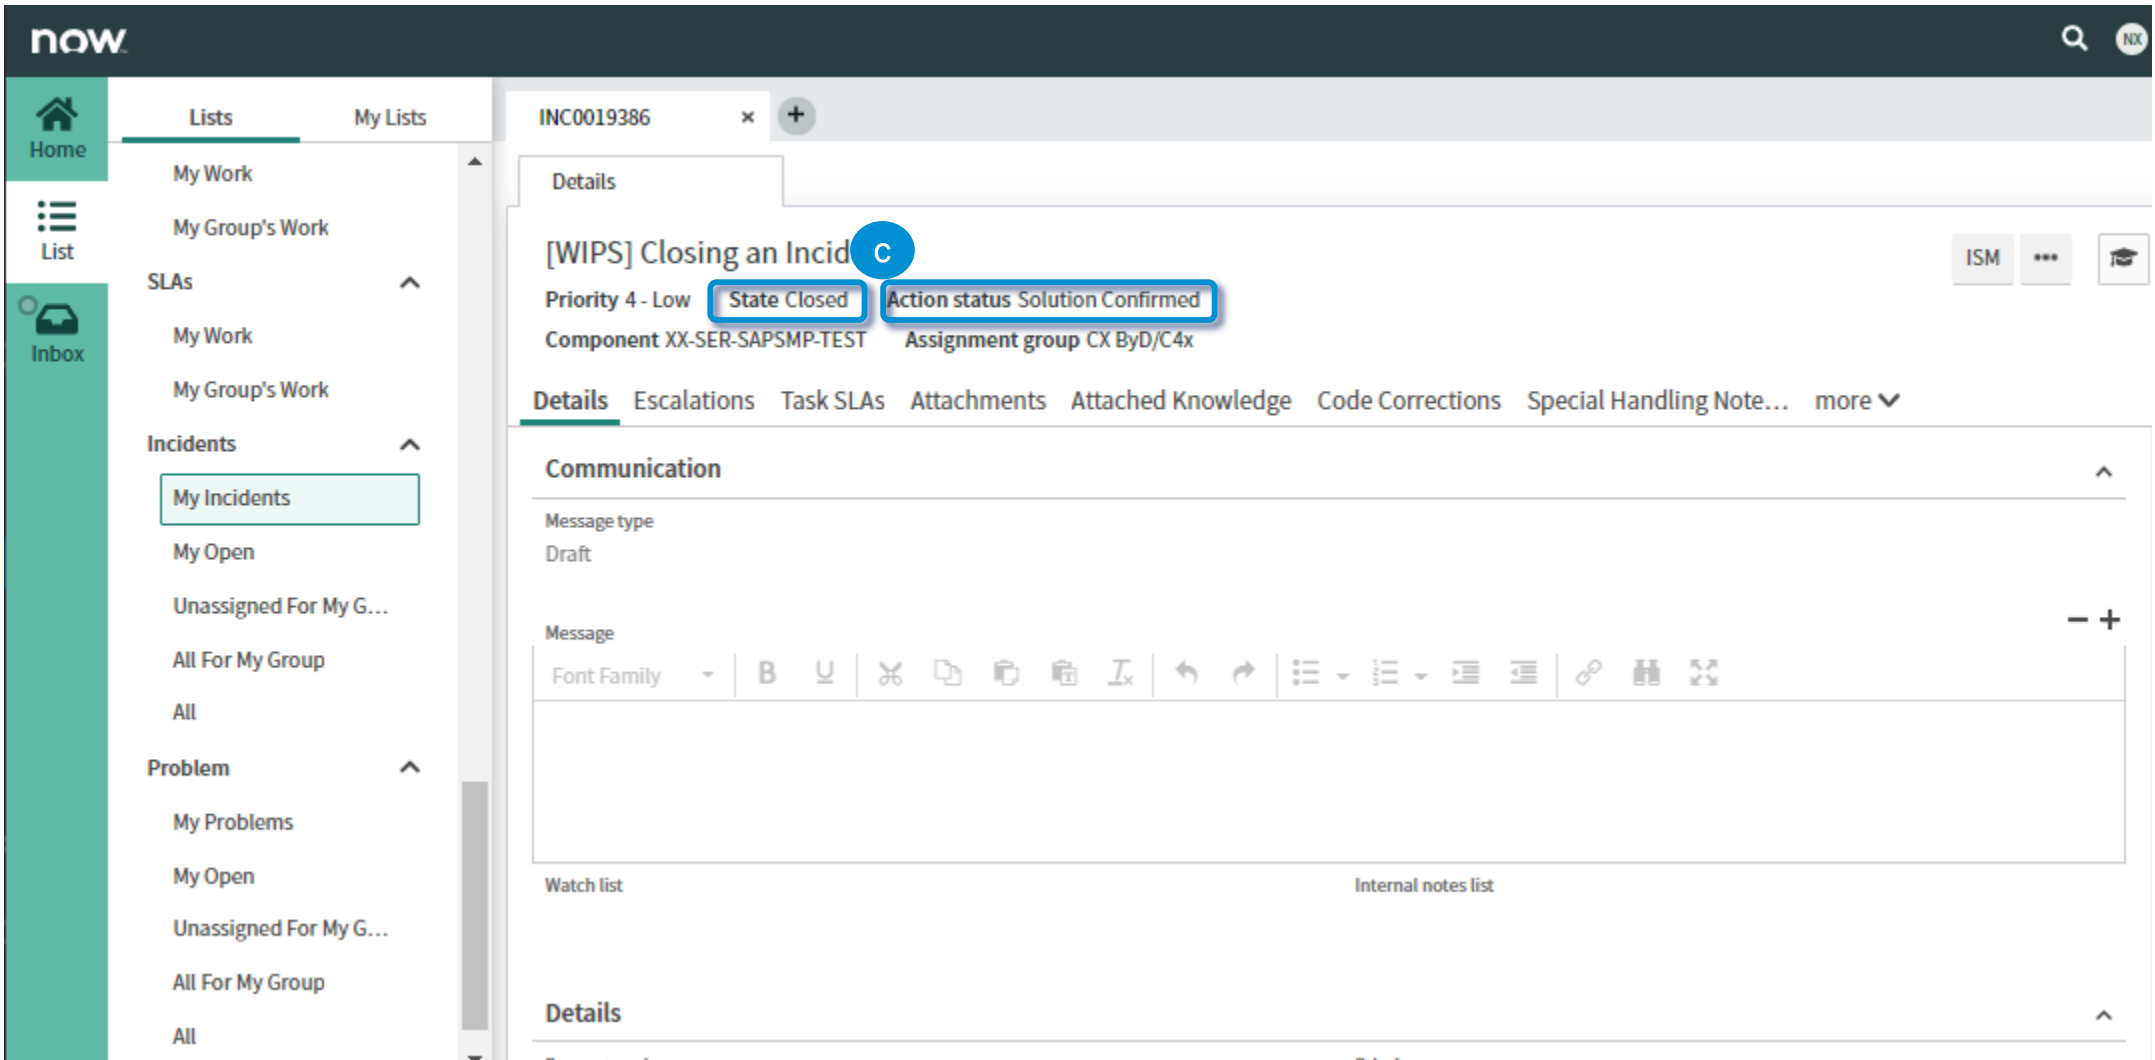 now
NX
Home
List
Inbox
Lists
My Lists
My Work
My Group's Work
SLAs
My Work
My Group's Work
Incidents
My Incidents
My Open
Unassigned For My G...
All For My Group
All
Problem
My Problems
My Open
Unassigned For My G...
All For My Group
All
INC0019386
Details
[WIPS] Closing an Incid
C
ISM
Priority 4 - Low State Closed Action status Solution Confirmed
Component XX-SER-SAPSMP-TEST Assignment group CX ByD/C4x
Details Escalations Task SLAs Attachments Attached Knowledge Code Corrections Special Handling Note... more
Communication
Message type
Draft
Message
Font Family
B U
Watch list
Internal notes list
Details